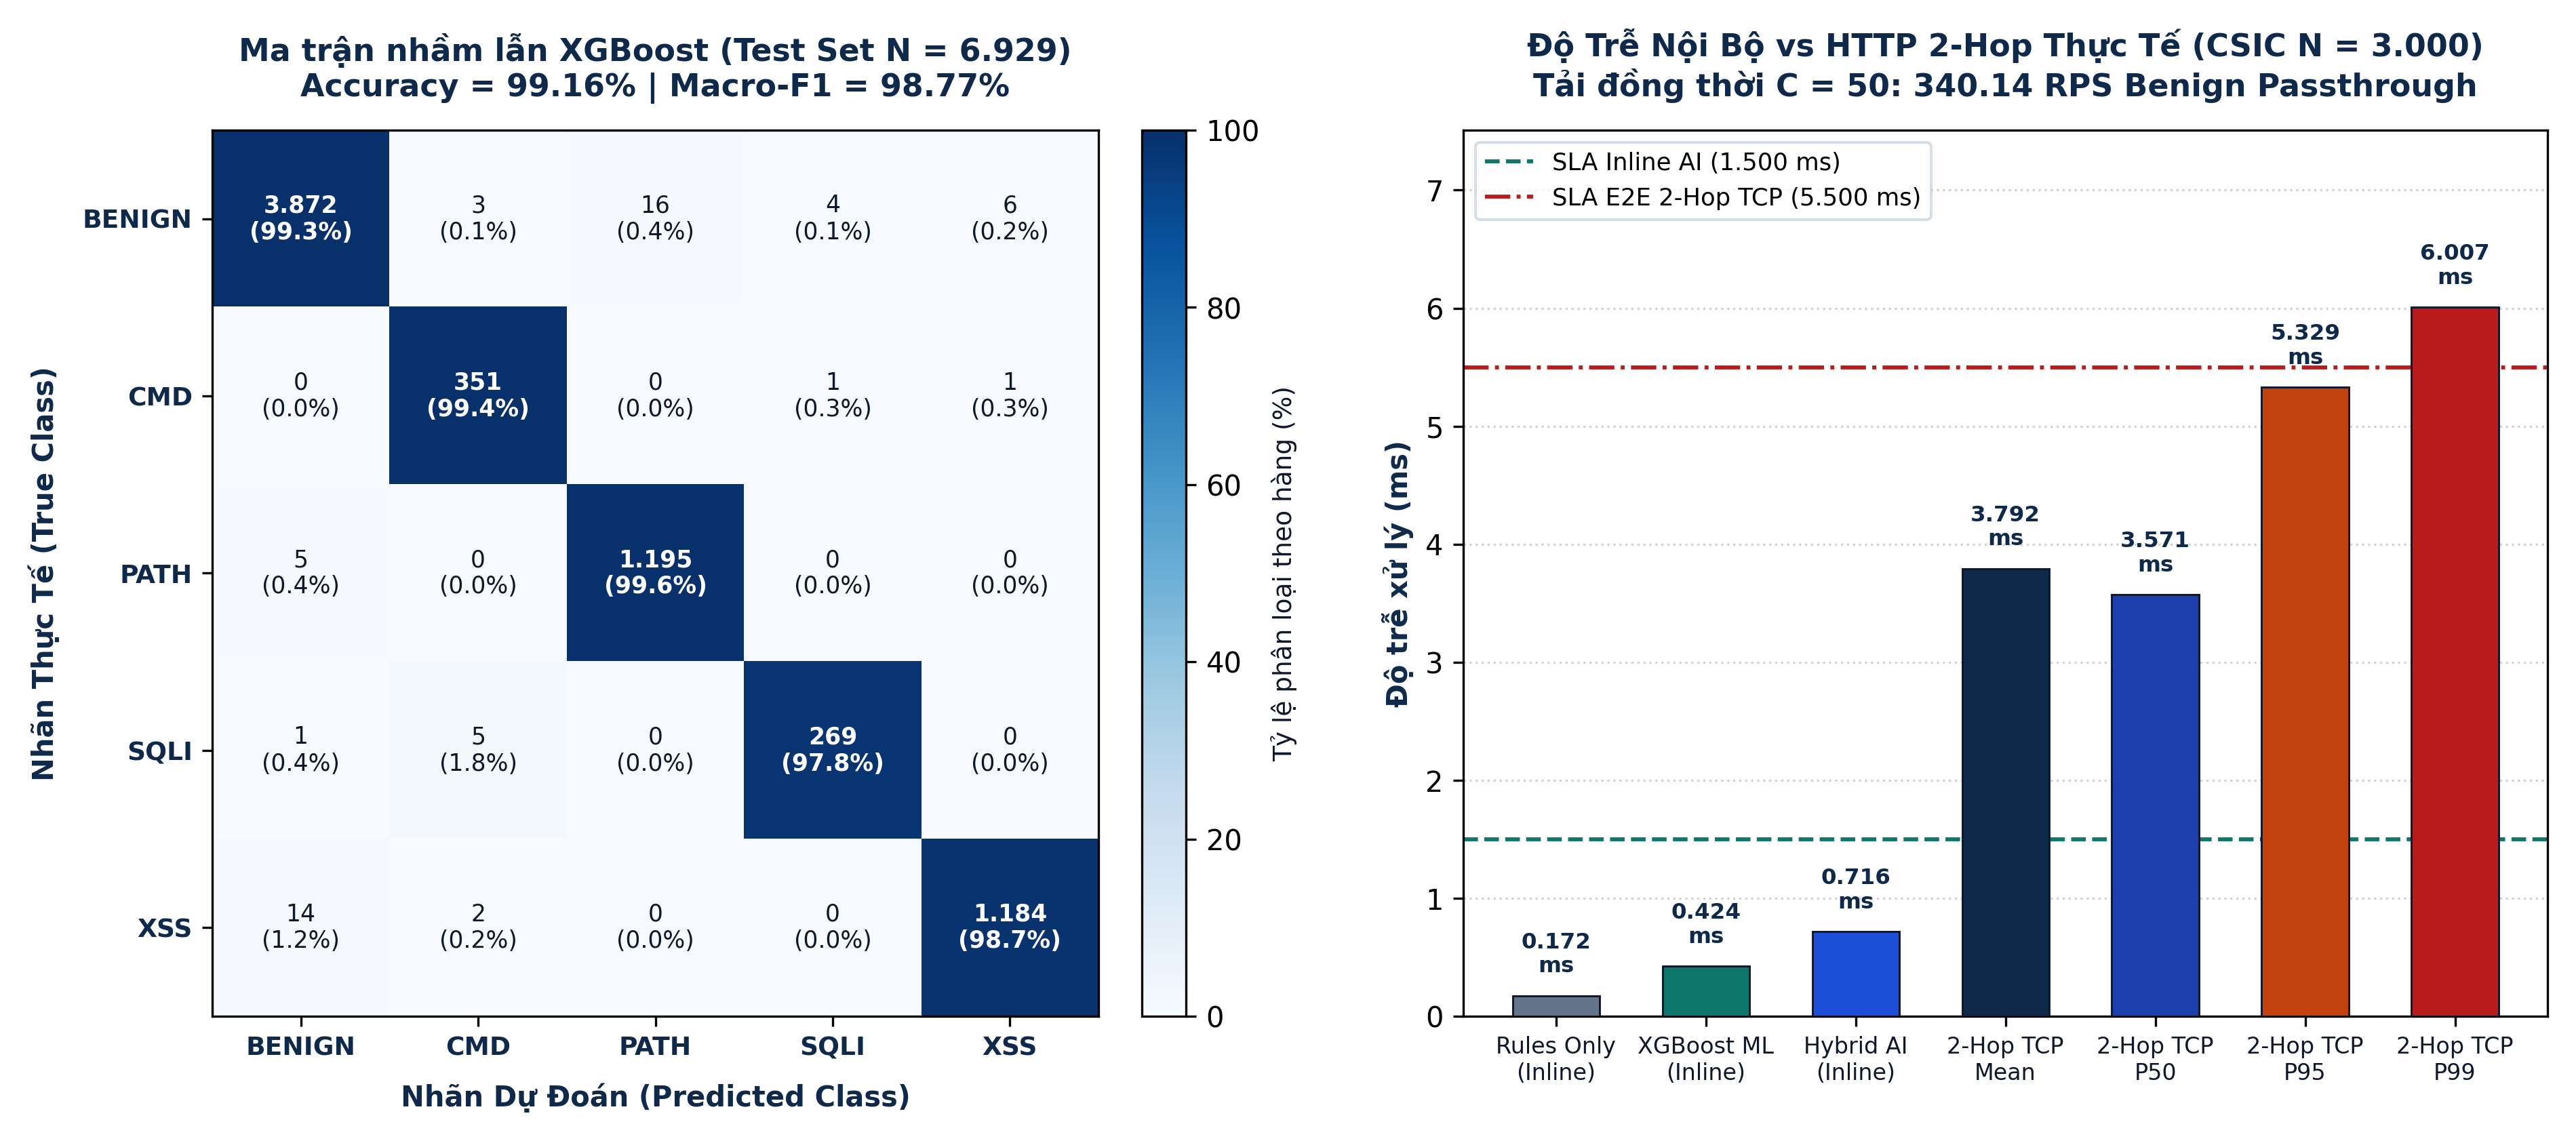 Ma trận nhầm lẫn XGBoost (Test Set N = 6.929)
Accuracy = 99.16% | Macro-F1 = 98.77%
Nhãn Thực Tế (True Class)
BENIGN
3.872
(99.3%)
3
(0.1%)
16
(0.4%)
4
(0.1%)
6
(0.2%)
CMD
0
(0.0%)
351
(99.4%)
0
(0.0%)
1
(0.3%)
1
(0.3%)
PATH
5
(0.4%)
0
(0.0%)
1.195
(99.6%)
0
(0.0%)
0
(0.0%)
SQLI
1
(0.4%)
5
(1.8%)
0
(0.0%)
269
(97.8%)
0
(0.0%)
XSS
14
(1.2%)
2
(0.2%)
0
(0.0%)
0
(0.0%)
1.184
(98.7%)
BENIGN CMD PATH SQLI XSS
Nhãn Dự Đoán (Predicted Class)
100
80
60
40
20
0
Tỷ lệ phân loại theo hàng (%)
Độ Trễ Nội Bộ vs HTTP 2-Hop Thực Tế (CSIC N = 3.000)
Tải đồng thời C = 50: 340.14 RPS Benign Passthrough
SLA Inline AI (1.500 ms)
SLA E2E 2-Hop TCP (5.500 ms)
Độ trễ xử lý (ms)
7
6
5
4
3
2
1
0
0.172
ms
0.424
ms
0.716
ms
3.792
ms
3.571
ms
5.329
ms
6.007
ms
Rules Only
(Inline)
XGBoost ML
(Inline)
Hybrid AI
(Inline)
2-Hop TCP
Mean
2-Hop TCP
P50
2-Hop TCP
P95
2-Hop TCP
P99